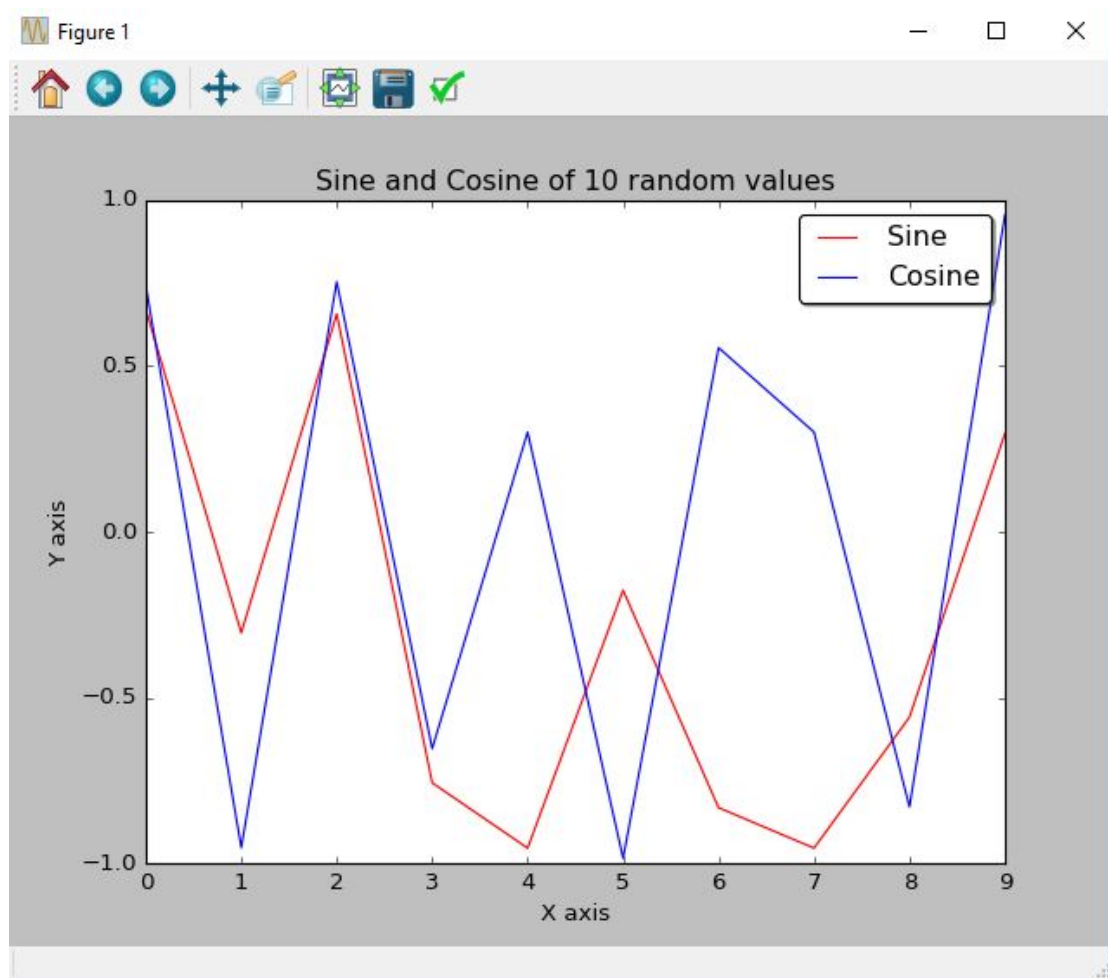 Figure 1
Sine and Cosine of 10 random values
1.0
0.5
0.0
−0.5
−1.0
Y axis
Sine
Cosine
0 1 2 3 4 5 6 7 8 9
X axis